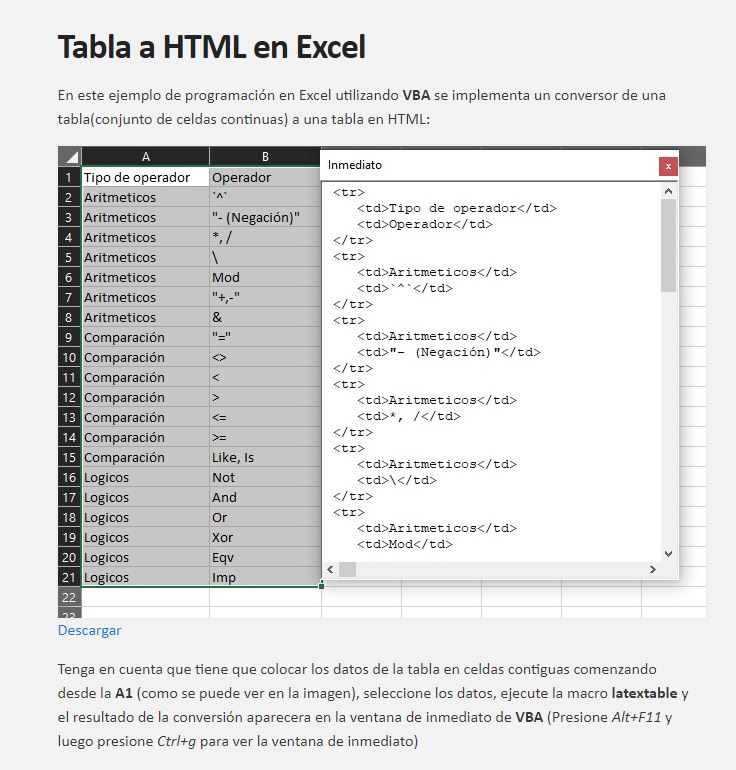 Tabla a HTML en Excel
En este ejemplo de programación en Excel utilizando VBA se implementa un conversor de una
tabla(conjunto de celdas continuas) a una tabla en HTML:
A B
1 Tipo de operador Operador
2 Aritmeticos `^`
3 Aritmeticos "- (Negación)"
4 Aritmeticos *, /
5 Aritmeticos \
6 Aritmeticos Mod
7 Aritmeticos "+,-"
8 Aritmeticos &
9 Comparación "="
10 Comparación <>
11 Comparación <
12 Comparación >
13 Comparación <=
14 Comparación >=
15 Comparación Like, Is
16 Logicos Not
17 Logicos And
18 Logicos Or
19 Logicos Xor
20 Logicos Eqv
21 Logicos Imp
22
23
Inmediato x
<tr>
<td>Tipo de operador</td>
<td>Operador</td>
</tr>
<tr>
<td>Aritmeticos</td>
<td>`^`</td>
</tr>
<tr>
<td>Aritmeticos</td>
<td>"- (Negación)"</td>
</tr>
<tr>
<td>Aritmeticos</td>
<td>*, /</td>
</tr>
<tr>
<td>Aritmeticos</td>
<td>\</td>
</tr>
<tr>
<td>Aritmeticos</td>
<td>Mod</td>
Descargar
Tenga en cuenta que tiene que colocar los datos de la tabla en celdas contiguas comenzando
desde la A1 (como se puede ver en la imagen), seleccione los datos, ejecute la macro latextable y
el resultado de la conversión aparecera en la ventana de inmediato de VBA (Presione Alt+F11 y
luego presione Ctrl+g para ver la ventana de inmediato)